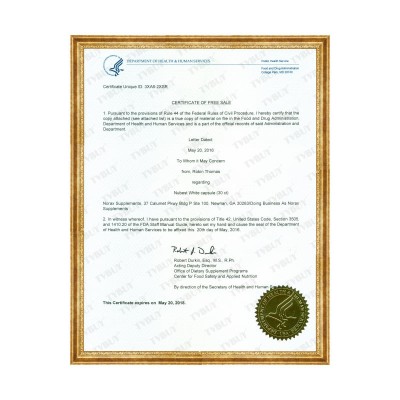 DEPARTMENT OF HEALTH & HUMAN SERVICES
Public Health Service
Food and Drug Administration
College Park, MD 20740
Certificate Unique ID:
CERTIFICATE OF FREE SALE
1. Pursuant to the provisions of Rule 44 of the Federal Rules of Civil Procedure, I hereby certify that the
copy attached (see attached list) is a true copy of material on file in the Food and Drug Administration,
Department of Health and Human Services and is a part of the official records of said Administration and
Department.
Letter Dated
May 20, 2016
To Whom It May Concern
from: Robin Thomas
regarding
Nubest White capsule (30 ct)
Norax Supplements: 27 Calumet Pkwy Bldg P Ste 100, Newnan, GA 30263/Doing Business As Norax
Supplements
2. In witness whereof, I have pursuant to the provisions of Title 42, United States Code, Section 3505,
and 1410.20 of the FDA Staff Manual Guide, hereto set my hand and cause the seal of the Department
of Health and Human Services to be affixed this 20th day of May, 2016.
Robert Durkin, Esq., M.S., R.Ph.
Acting Deputy Director
Office of Dietary Supplement Programs
Center for Food Safety and Applied Nutrition
By direction of the Secretary of Health and Human
This Certificate expires on May 20, 2018.
TVBUY